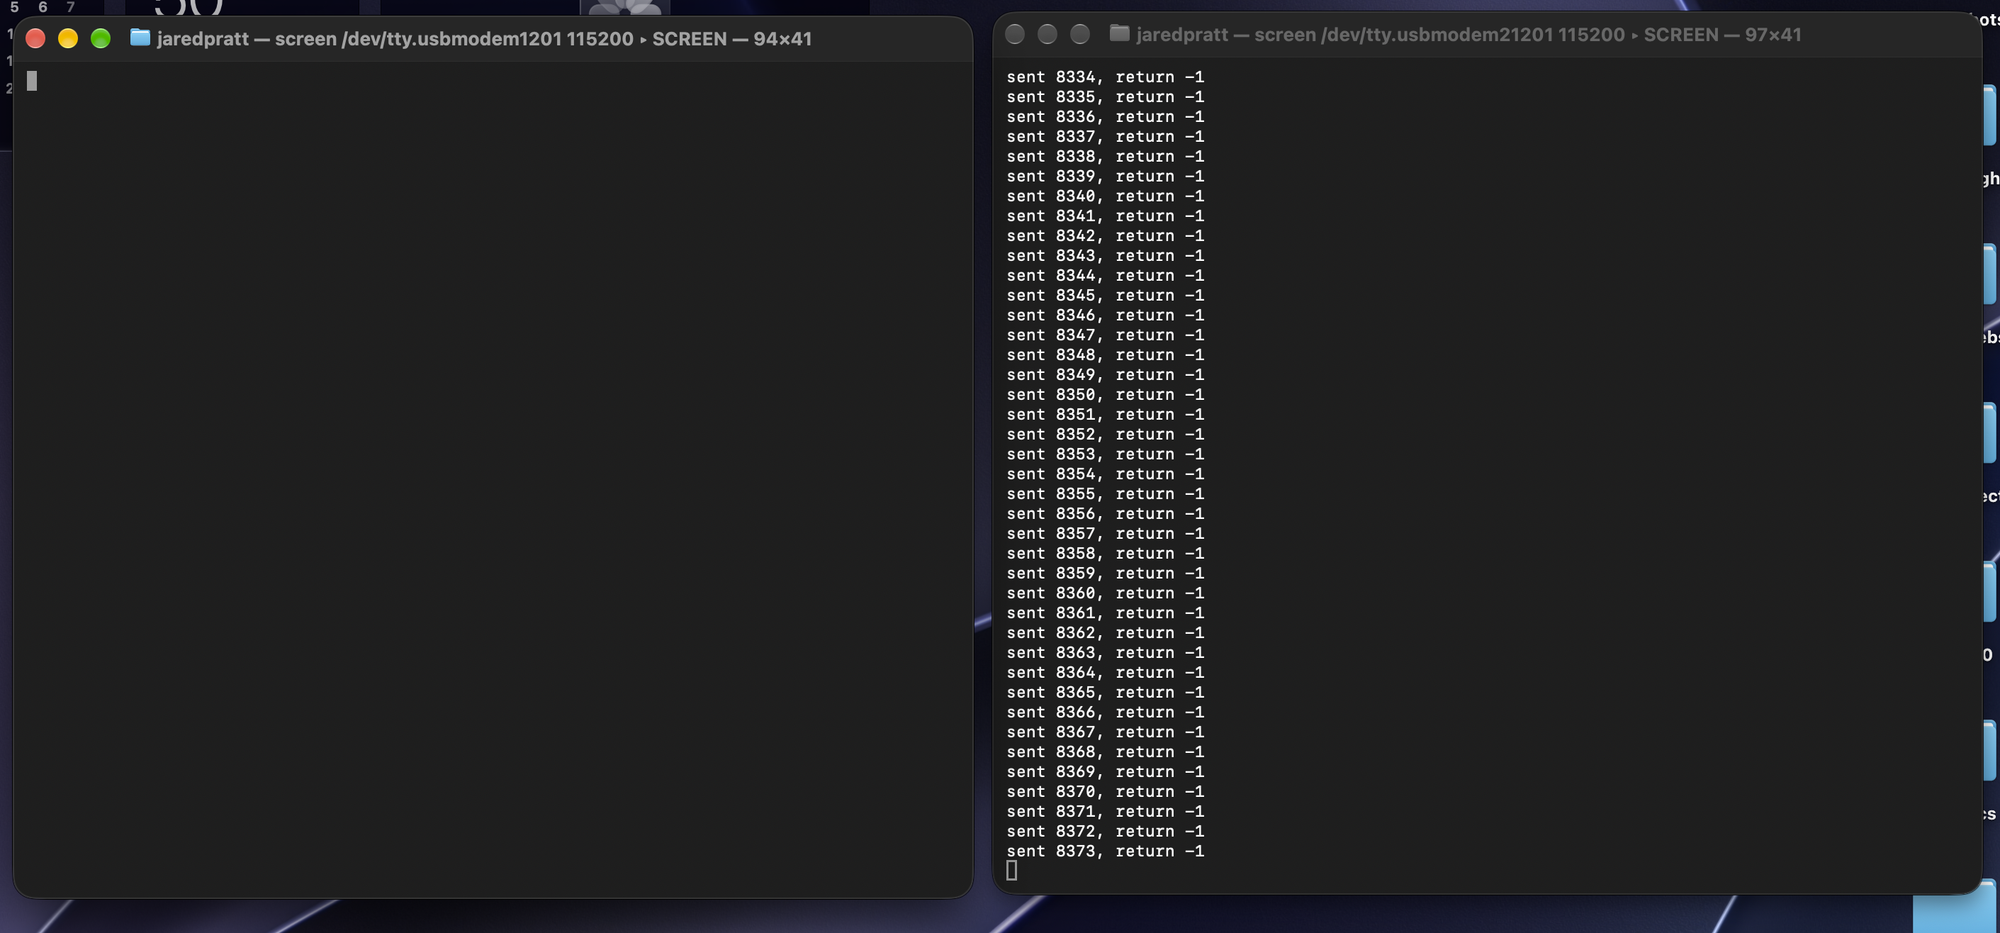 5 6 7
jaredpratt — screen /dev/tty.usbmodem1201 115200 ▸ SCREEN — 94×41
jaredpratt — screen /dev/tty.usbmodem21201 115200 ▸ SCREEN — 97×41
sent 8334, return -1
sent 8335, return -1
sent 8336, return -1
sent 8337, return -1
sent 8338, return -1
sent 8339, return -1
sent 8340, return -1
sent 8341, return -1
sent 8342, return -1
sent 8343, return -1
sent 8344, return -1
sent 8345, return -1
sent 8346, return -1
sent 8347, return -1
sent 8348, return -1
sent 8349, return -1
sent 8350, return -1
sent 8351, return -1
sent 8352, return -1
sent 8353, return -1
sent 8354, return -1
sent 8355, return -1
sent 8356, return -1
sent 8357, return -1
sent 8358, return -1
sent 8359, return -1
sent 8360, return -1
sent 8361, return -1
sent 8362, return -1
sent 8363, return -1
sent 8364, return -1
sent 8365, return -1
sent 8366, return -1
sent 8367, return -1
sent 8368, return -1
sent 8369, return -1
sent 8370, return -1
sent 8371, return -1
sent 8372, return -1
sent 8373, return -1